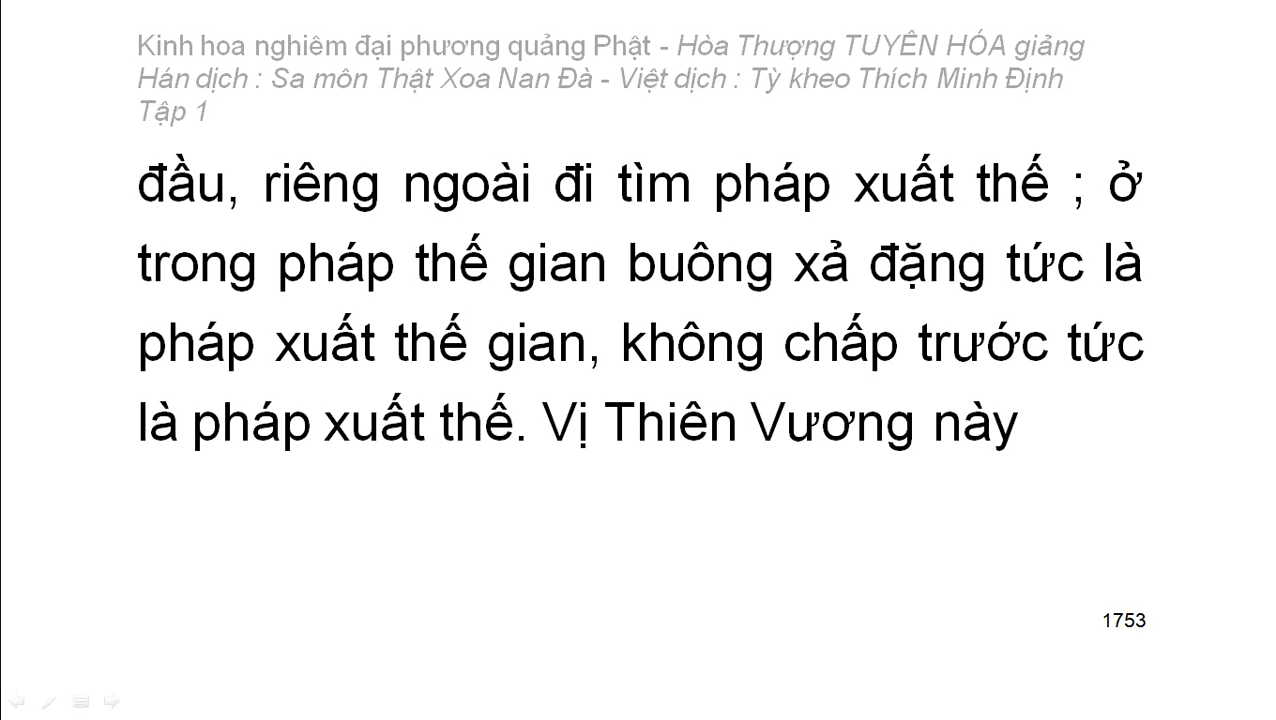 Kinh hoa nghiêm đại phương quảng Phật - Hòa Thượng TUYÊN HÓA giảng
Hán dịch : Sa môn Thật Xoa Nan Đà - Việt dịch : Tỳ kheo Thích Minh Định
Tập 1
đầu, riêng ngoài đi tìm pháp xuất thế ; ở
trong pháp thế gian buông xả đặng tức là
pháp xuất thế gian, không chấp trước tức
là pháp xuất thế. Vị Thiên Vương này
1753